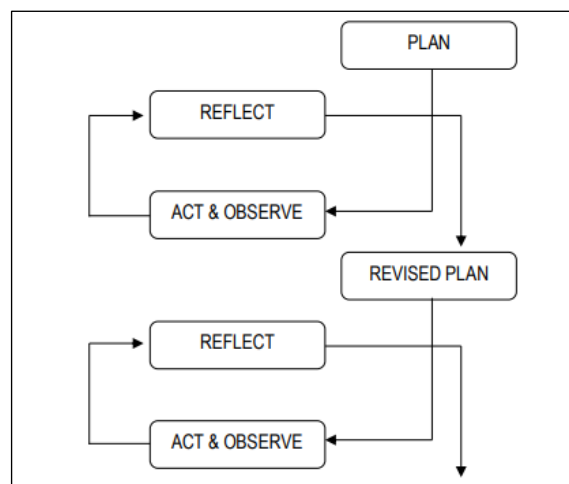 PLAN
REFLECT
ACT & OBSERVE
REVISED PLAN
REFLECT
ACT & OBSERVE